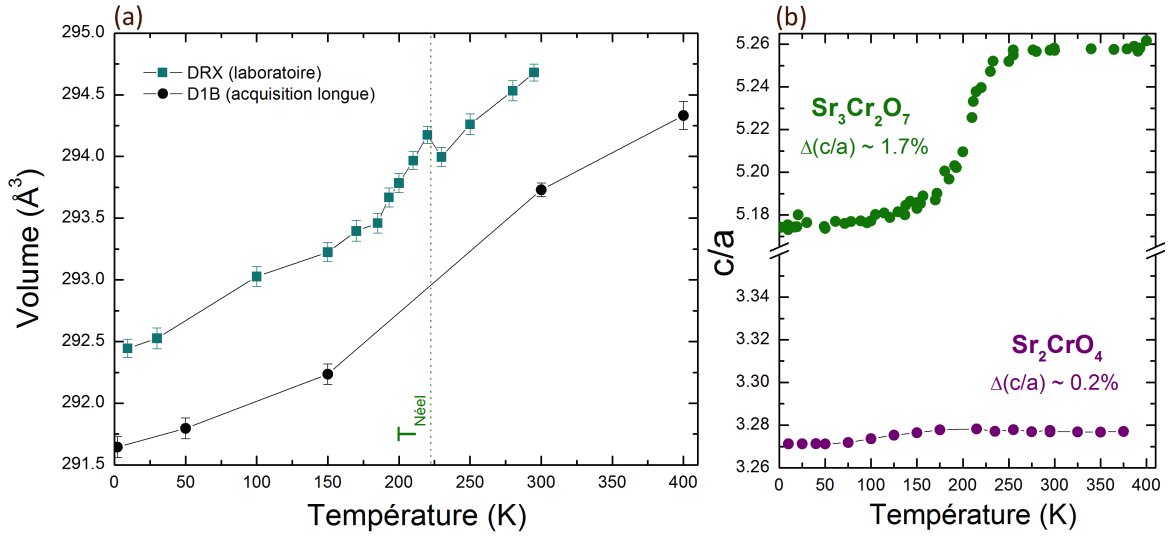 (a)
295.0
294.5
294.0
293.5
293.0
292.5
292.0
291.5
Volume (Å³)
DRX (laboratoire)
D1B (acquisition longue)
T Néel
0 50 100 150 200 250 300 350 400
Température (K)
(b)
5.26
5.24
5.22
5.20
5.18
3.34
3.32
3.30
3.28
3.26
c/a
Sr₃Cr₂O₇
Δ(c/a) ~ 1.7%
Sr₂CrO₄
Δ(c/a) ~ 0.2%
0 50 100 150 200 250 300 350 400
Température (K)